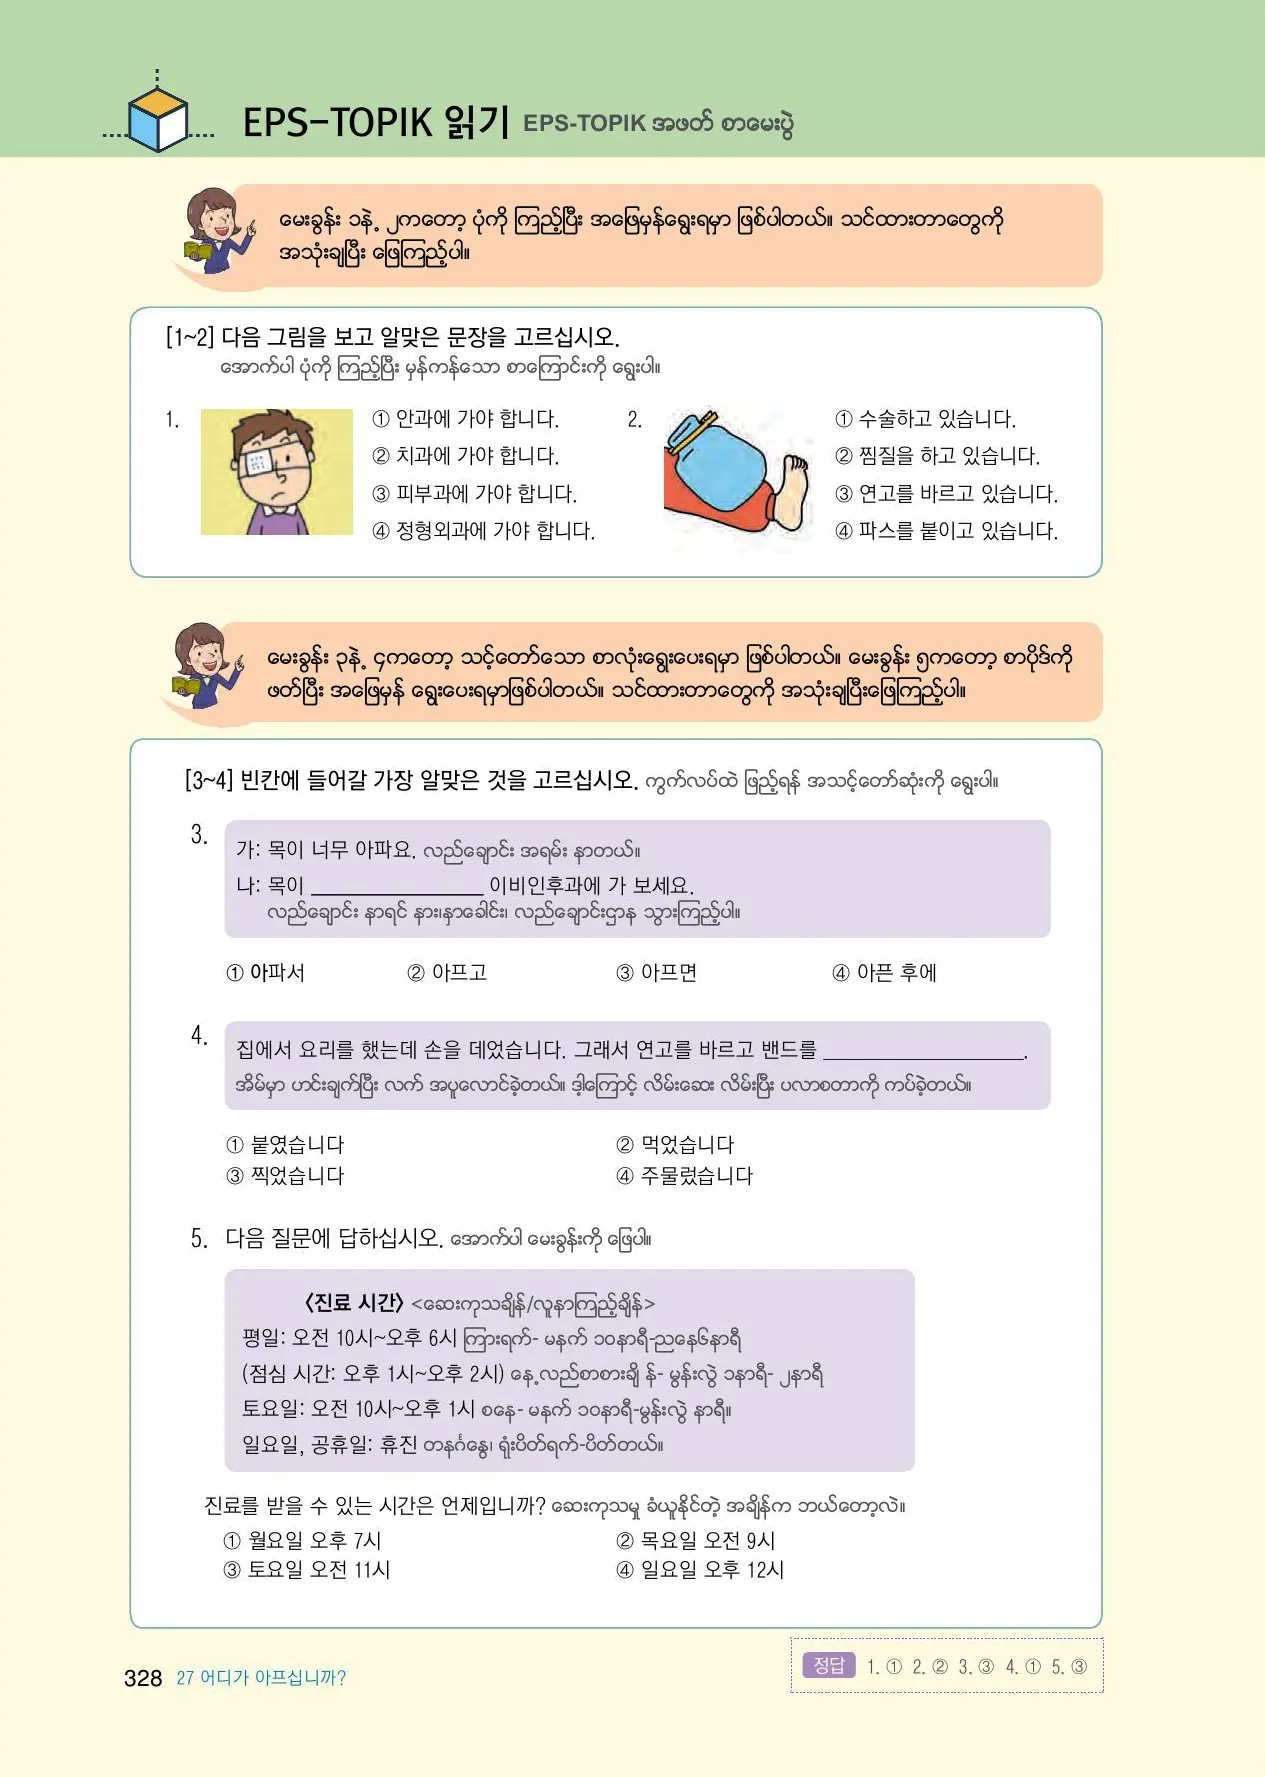 EPS-TOPIK 읽기 EPS-TOPIK အဖတ် စာမေးပွဲ
မေးခွန်း ၁နဲ့ ၂ကတော့ ပုံကို ကြည့်ပြီး အဖြေမှန်ရွေးရမှာ ဖြစ်ပါတယ်။ သင်ထားတာတွေကို
အသုံးချပြီး ဖြေကြည့်ပါ။
[1~2] 다음 그림을 보고 알맞은 문장을 고르십시오.
အောက်ပါ ပုံကို ကြည့်ပြီး မှန်ကန်သော စာကြောင်းကို ရွေးပါ။
1.
① 안과에 가야 합니다.
② 치과에 가야 합니다.
③ 피부과에 가야 합니다.
④ 정형외과에 가야 합니다.
2.
① 수술하고 있습니다.
② 찜질을 하고 있습니다.
③ 연고를 바르고 있습니다.
④ 파스를 붙이고 있습니다.
မေးခွန်း ၃နဲ့ ၄ကတော့ သင့်တော်သော စာလုံးရွေးပေးရမှာ ဖြစ်ပါတယ်။ မေးခွန်း ၅ကတော့ စာပိုဒ်ကို
ဖတ်ပြီး အဖြေမှန် ရွေးပေးရမှာဖြစ်ပါတယ်။ သင်ထားတာတွေကို အသုံးချပြီးဖြေကြည့်ပါ။
[3~4] 빈칸에 들어갈 가장 알맞은 것을 고르십시오. ကွက်လပ်ထဲ ဖြည့်ရန် အသင့်တော်ဆုံးကို ရွေးပါ။
3.
가: 목이 너무 아파요. လည်ချောင်း အရမ်း နာတယ်။
나: 목이 ________________ 이비인후과에 가 보세요.
လည်ချောင်း နာရင် နား၊နှာခေါင်း၊ လည်ချောင်းဌာန သွားကြည့်ပါ။
① 아파서 ② 아프고 ③ 아프면 ④ 아픈 후에
4.
집에서 요리를 했는데 손을 데었습니다. 그래서 연고를 바르고 밴드를 ___________________.
အိမ်မှာ ဟင်းချက်ပြီး လက် အပူလောင်ခဲ့တယ်။ ဒါ့ကြောင့် လိမ်းဆေး လိမ်းပြီး ပလာစတာကို ကပ်ခဲ့တယ်။
① 붙였습니다 ② 먹었습니다
③ 찍었습니다 ④ 주물렀습니다
5. 다음 질문에 답하십시오. အောက်ပါ မေးခွန်းကို ဖြေပါ။
〈진료 시간〉 <ဆေးကုသချိန်/လူနာကြည့်ချိန်>
평일: 오전 10시~오후 6시 ကြားရက်- မနက် ၁၀နာရီ-ညနေ၆နာရီ
(점심 시간: 오후 1시~오후 2시) နေ့လည်စာစားချိ န်- မွန်းလွဲ ၁နာရီ- ၂နာရီ
토요일: 오전 10시~오후 1시 စနေ- မနက် ၁၀နာရီ-မွန်းလွဲ နာရီ။
일요일, 공휴일: 휴진 တနင်္ဂနွေ၊ ရုံးပိတ်ရက်-ပိတ်တယ်။
진료를 받을 수 있는 시간은 언제입니까? ဆေးကုသမှု ခံယူနိုင်တဲ့ အချိန်က ဘယ်တော့လဲ။
① 월요일 오후 7시 ② 목요일 오전 9시
③ 토요일 오전 11시 ④ 일요일 오후 12시
정답 1. ① 2. ② 3. ③ 4. ① 5. ③
328 27 어디가 아프십니까?